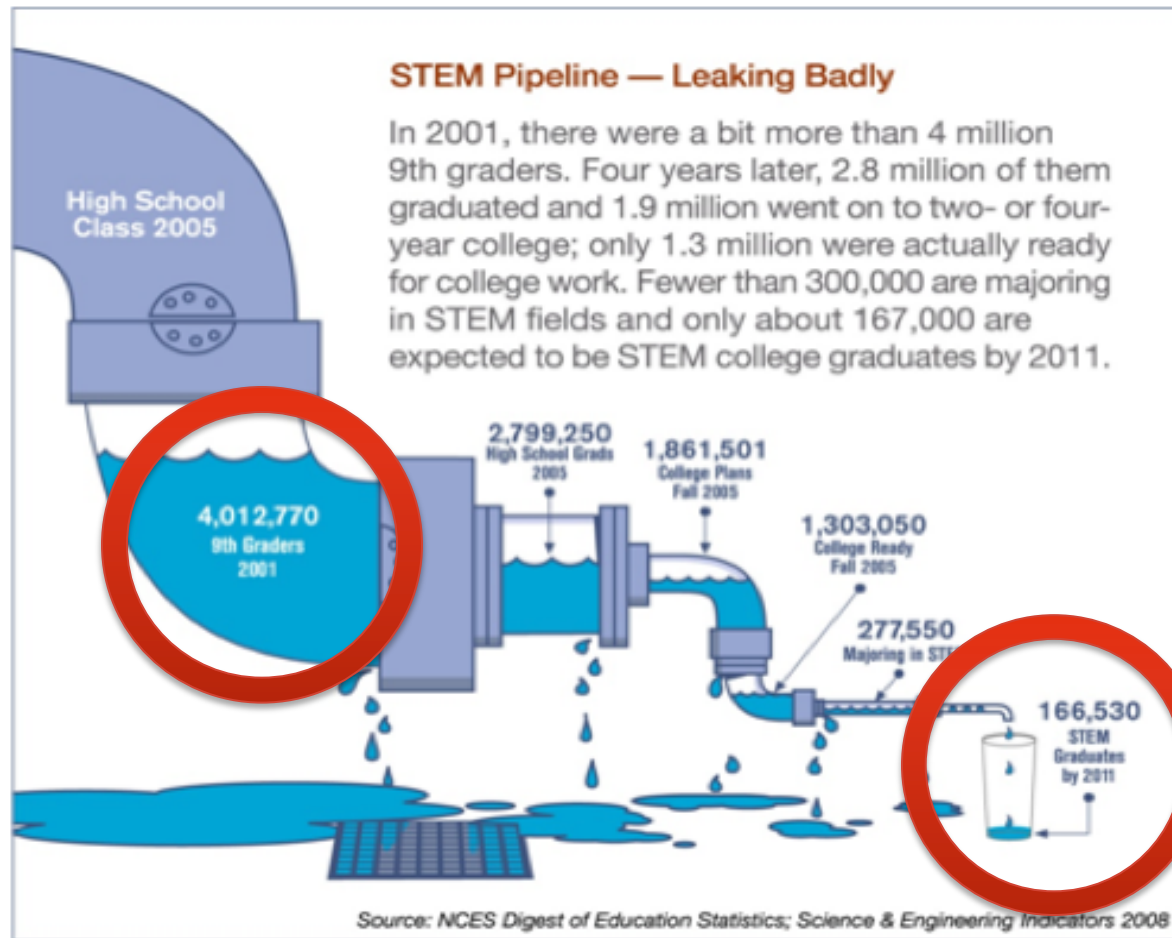 STEM Pipeline — Leaking Badly
In 2001, there were a bit more than 4 million
9th graders. Four years later, 2.8 million of them
graduated and 1.9 million went on to two- or four-
year college; only 1.3 million were actually ready
for college work. Fewer than 300,000 are majoring
in STEM fields and only about 167,000 are
expected to be STEM college graduates by 2011.
High School
Class 2005
4,012,770
9th Graders
2001
2,799,250
High School Grads
2005
1,861,501
College Plans
Fall 2005
1,303,050
College Ready
Fall 2005
277,550
Majoring in STE
166,530
STEM
Graduates
by 2011
Source: NCES Digest of Education Statistics; Science & Engineering Indicators 2008